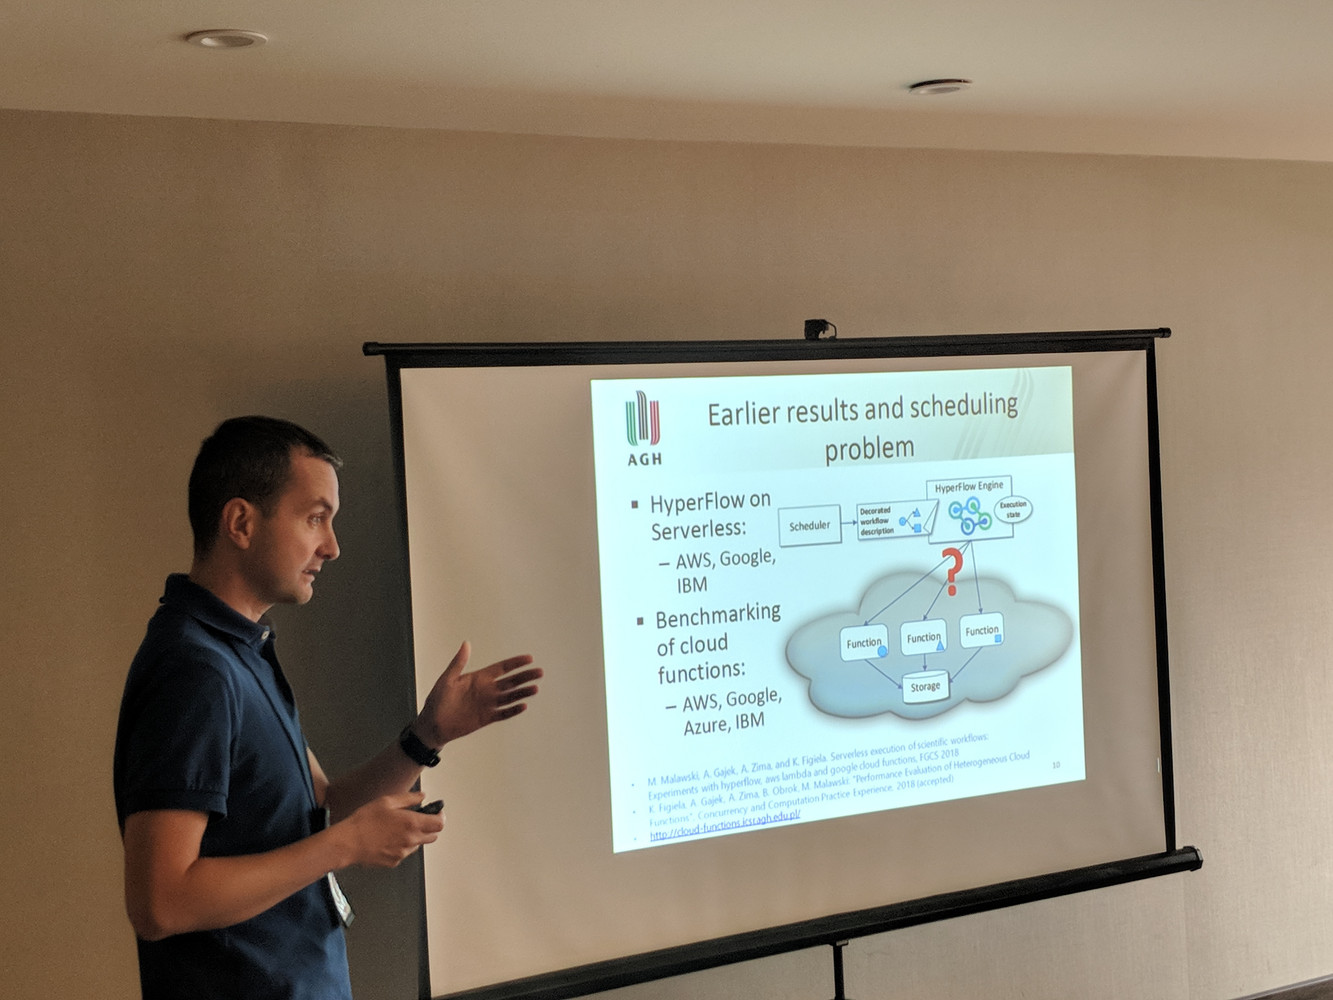 AGH
Earlier results and scheduling
problem
▪ HyperFlow on
Serverless:
– AWS, Google,
IBM
▪ Benchmarking
of cloud
functions:
– AWS, Google,
Azure, IBM
Scheduler
Decorated
workflow
description
HyperFlow Engine
Execution
state
?
Function
Function
Function
Storage
• M. Malawski, A. Gajek, A. Zima, and K. Figiela. Serverless execution of scientific workflows:
Experiments with hyperflow, aws lambda and google cloud functions, FGCS 2018
• K. Figiela, A. Gajek, A. Zima, B. Obrok, M. Malawski: "Performance Evaluation of Heterogeneous Cloud
Functions", Concurrency and Computation Practice Experience, 2018 (accepted)
• http://cloud-functions.icsr.agh.edu.pl/
10